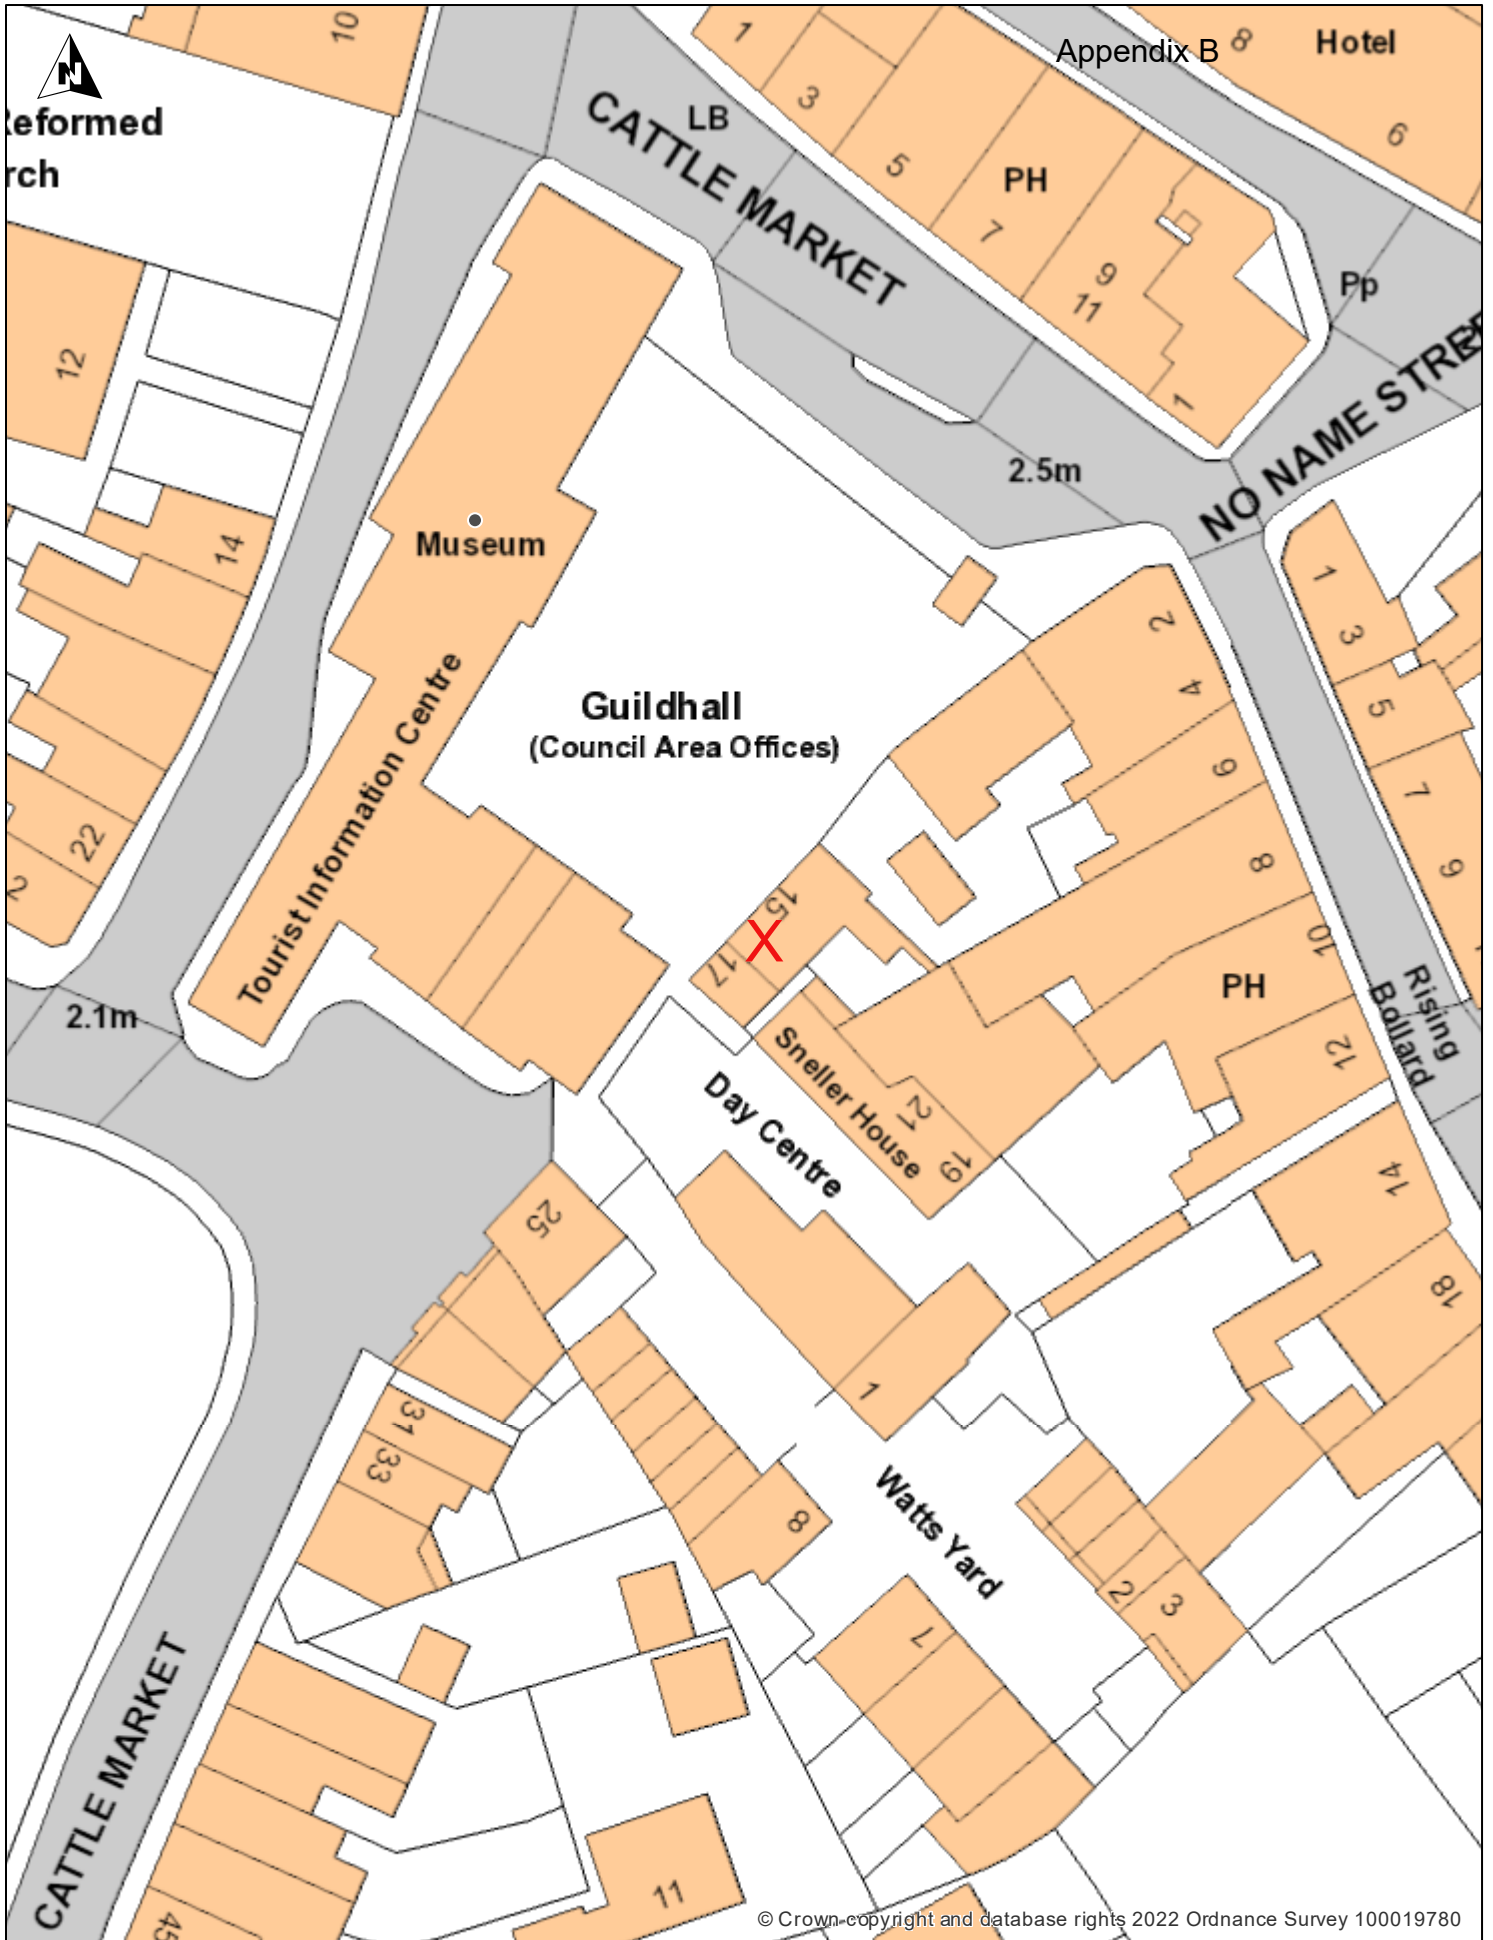 10
N
Reformed
rch
1
3
5
PH
7
9
11
1
Appendix B
8
Hotel
6
LB
CATTLE MARKET
Pp
NO NAME STREE
2.5m
12
14
22
2
2.1m
Museum
Tourist Information Centre
Guildhall
(Council Area Offices)
2
4
6
8
10
PH
12
14
18
1
3
5
7
9
Rising
Bollard
15
X
17
Sneller House
21
19
Day Centre
25
31
33
1
8
Watts Yard
2
3
7
CATTLE MARKET
45
11
© Crown copyright and database rights 2022 Ordnance Survey 100019780